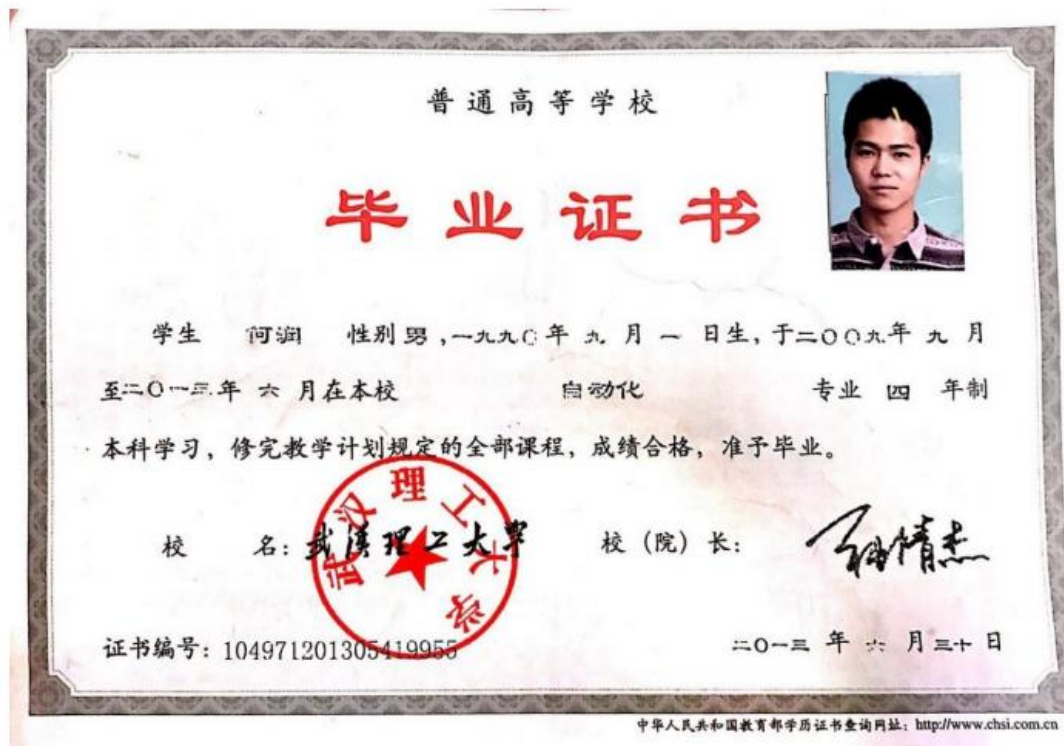 普通高等学校
毕业证书
学生 何润 性别 男,一九九〇年 九 月 一 日生,于二〇〇九年 九 月
至二〇一三年 六 月在本校 自动化 专业 四 年制
本科学习,修完教学计划规定的全部课程,成绩合格,准予毕业。
校 名:武漢理工大學 校(院)长:
武汉理工大学
证书编号:104971201305419955 二〇一三 年 六 月三十日
中华人民共和国教育部学历证书查询网址:http://www.chsi.com.cn